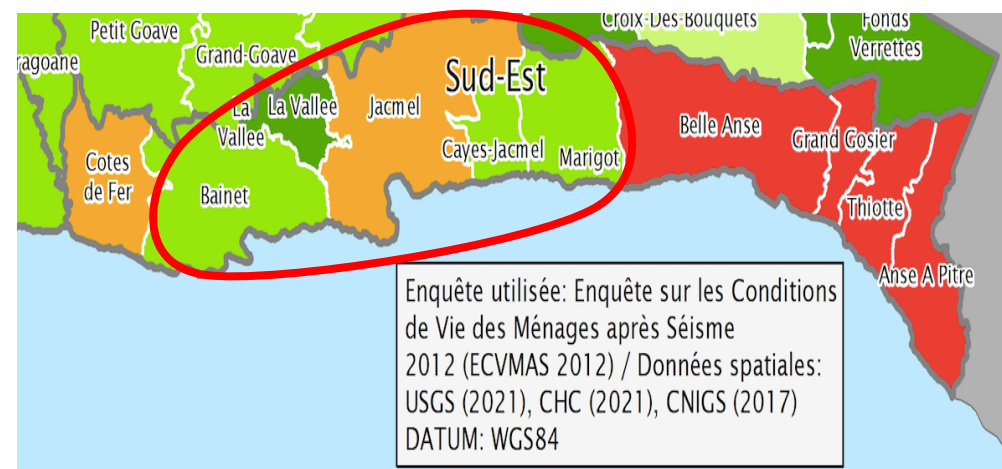 Croix-Des-Bouquets
Fonds
Verrettes
Petit Goave
ragoane
Grand-Goave
Sud-Est
La
Vallee
La Vallee
Jacmel
Belle Anse
Grand Gosier
Cotes
de Fer
Cayes-Jacmel
Marigot
Bainet
Thiotte
Anse A Pitre
Enquête utilisée: Enquête sur les Conditions
de Vie des Ménages après Séisme
2012 (ECVMAS 2012) / Données spatiales:
USGS (2021), CHC (2021), CNIGS (2017)
DATUM: WGS84